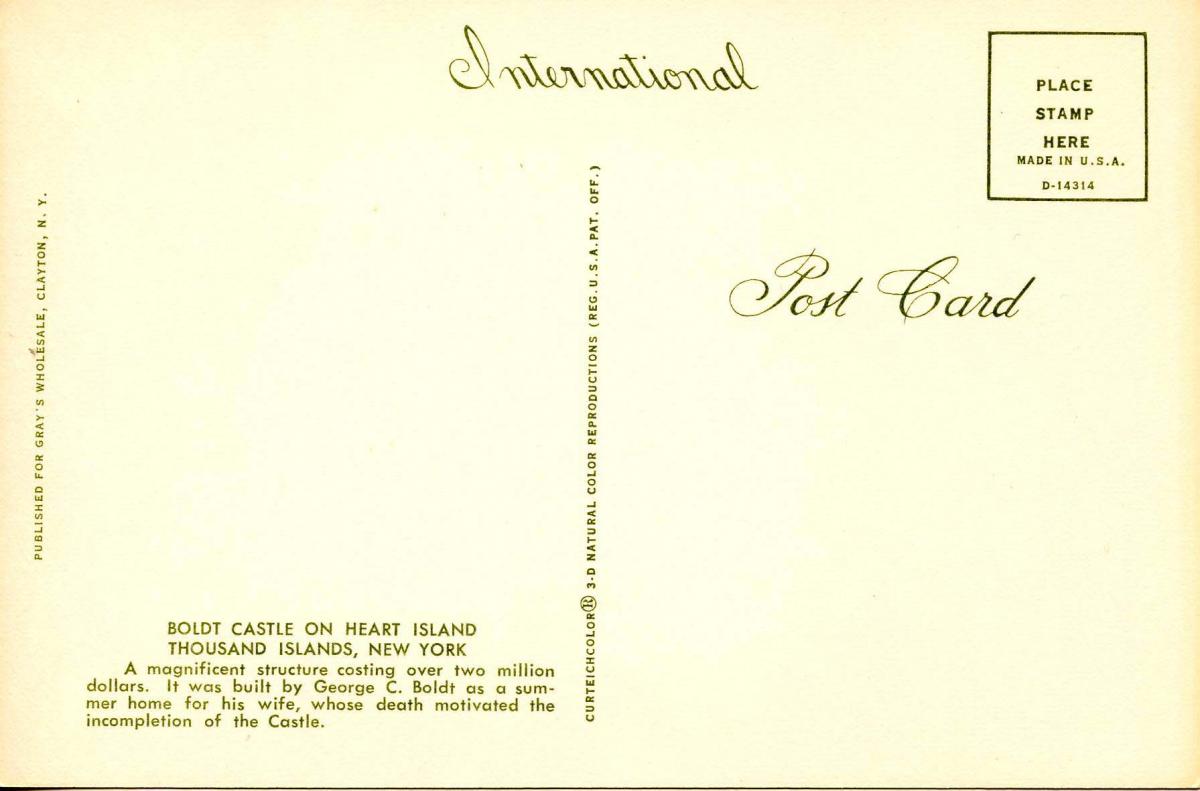 International
PLACE
STAMP
HERE
MADE IN U.S.A.
D-14314
Post Card
PUBLISHED FOR GRAY'S WHOLESALE, CLAYTON, N. Y.
CURTEICHCOLOR® 3-D NATURAL COLOR REPRODUCTIONS (REG. U.S.A. PAT. OFF.)
BOLDT CASTLE ON HEART ISLAND
THOUSAND ISLANDS, NEW YORK
A magnificent structure costing over two million
dollars. It was built by George C. Boldt as a sum-
mer home for his wife, whose death motivated the
incompletion of the Castle.